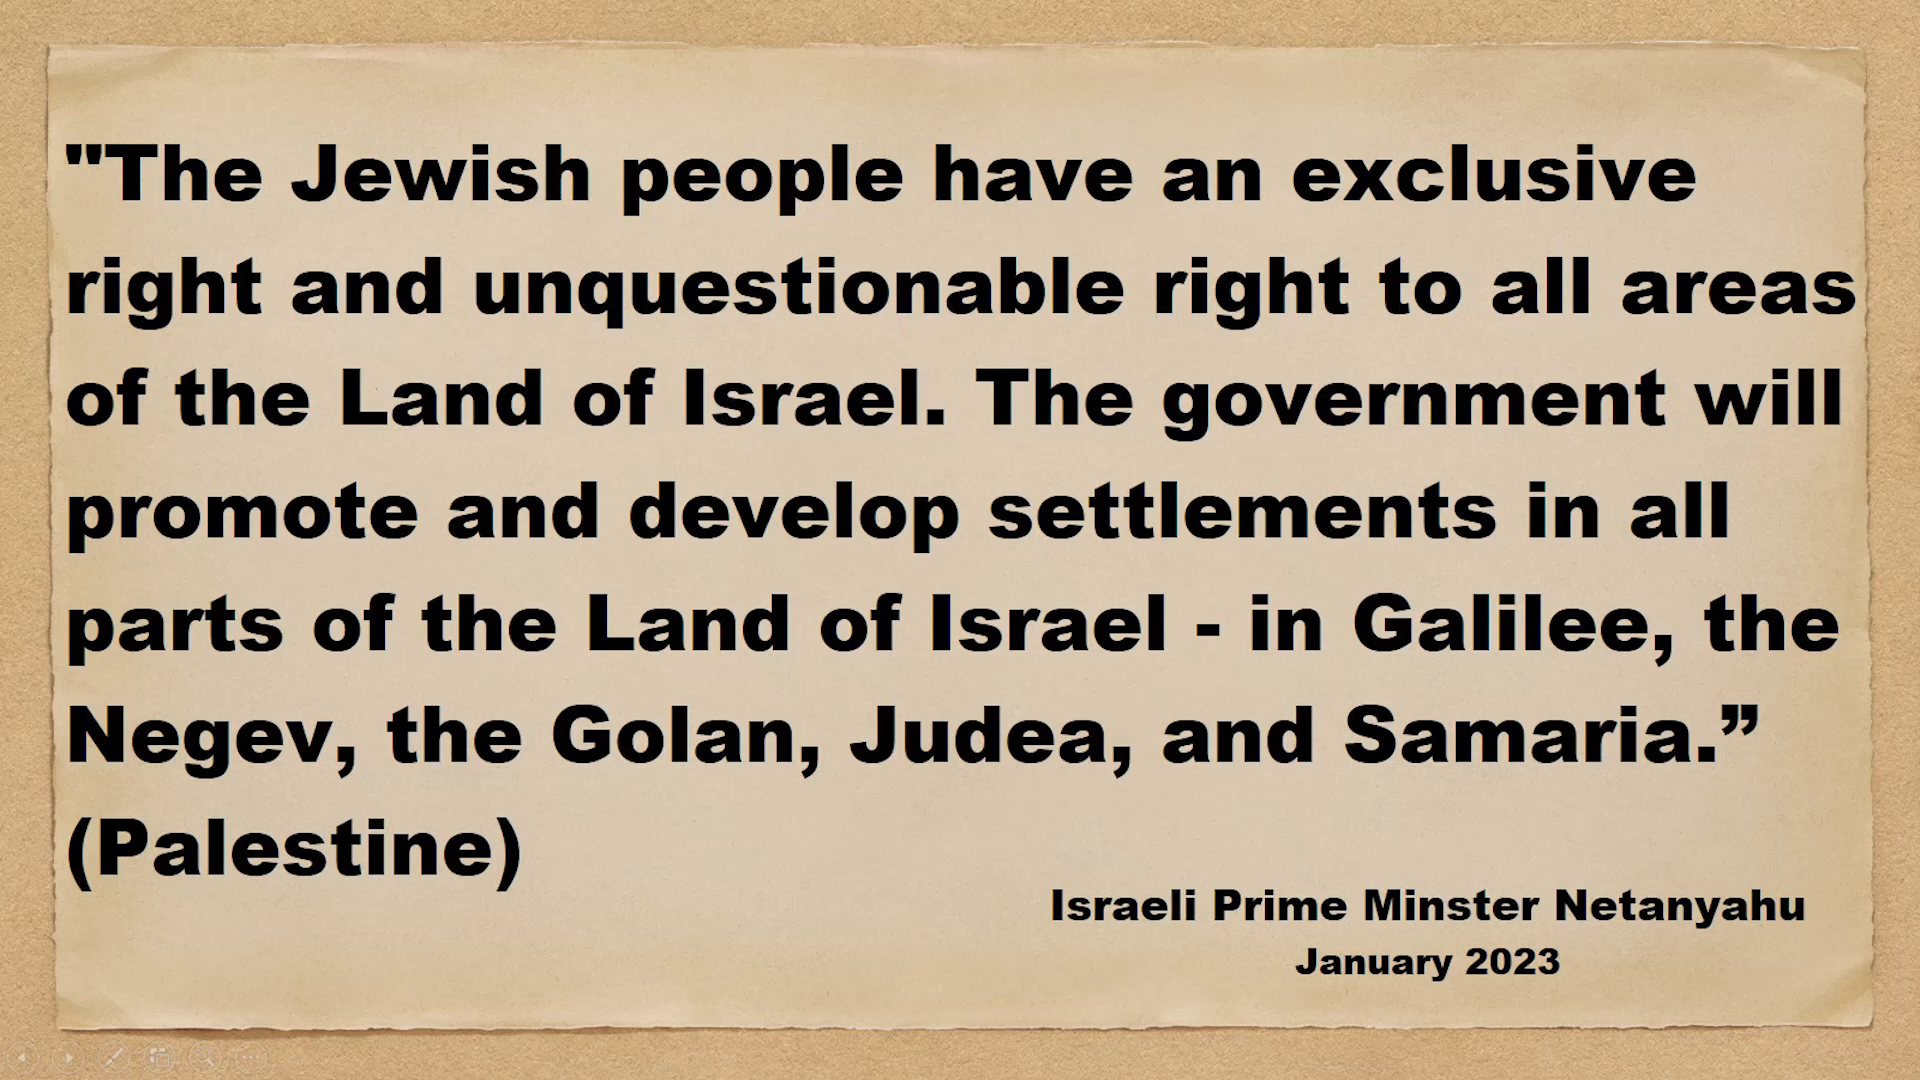 "The Jewish people have an exclusive
right and unquestionable right to all areas
of the Land of Israel. The government will
promote and develop settlements in all
parts of the Land of Israel - in Galilee, the
Negev, the Golan, Judea, and Samaria.”
(Palestine)
Israeli Prime Minster Netanyahu
January 2023